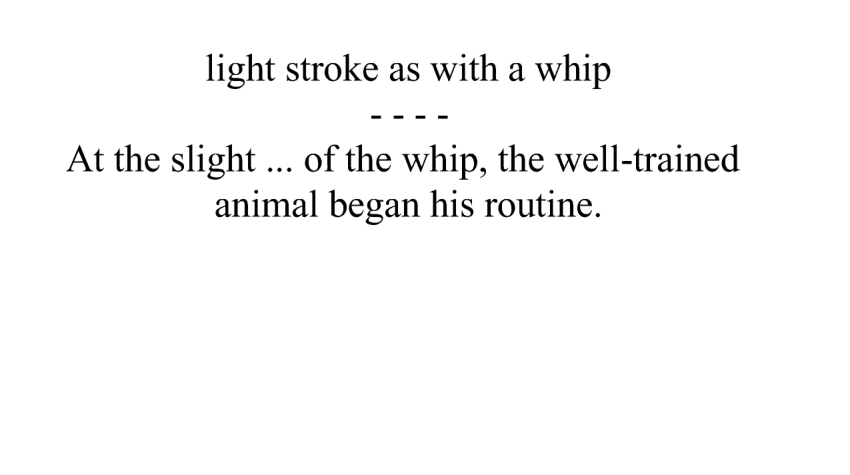 light stroke as with a whip
- - - -
At the slight ... of the whip, the well-trained
animal began his routine.